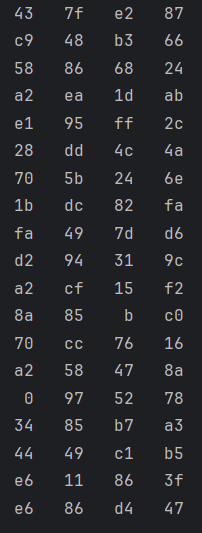 43 7f e2 87
c9 48 b3 66
58 86 68 24
a2 ea 1d ab
e1 95 ff 2c
28 dd 4c 4a
70 5b 24 6e
1b dc 82 fa
fa 49 7d d6
d2 94 31 9c
a2 cf 15 f2
8a 85 b c0
70 cc 76 16
a2 58 47 8a
0 97 52 78
34 85 b7 a3
44 49 c1 b5
e6 11 86 3f
e6 86 d4 47